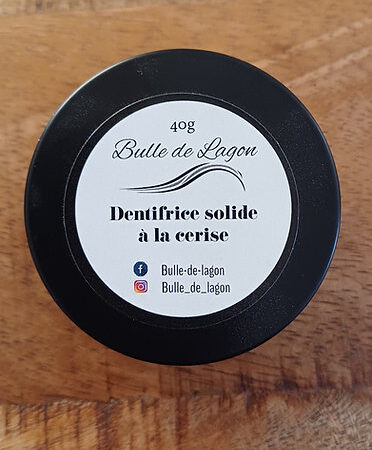 40g
Bulle de Lagon
Dentifrice solide
à la cerise
Bulle-de-lagon
Bulle_de_lagon